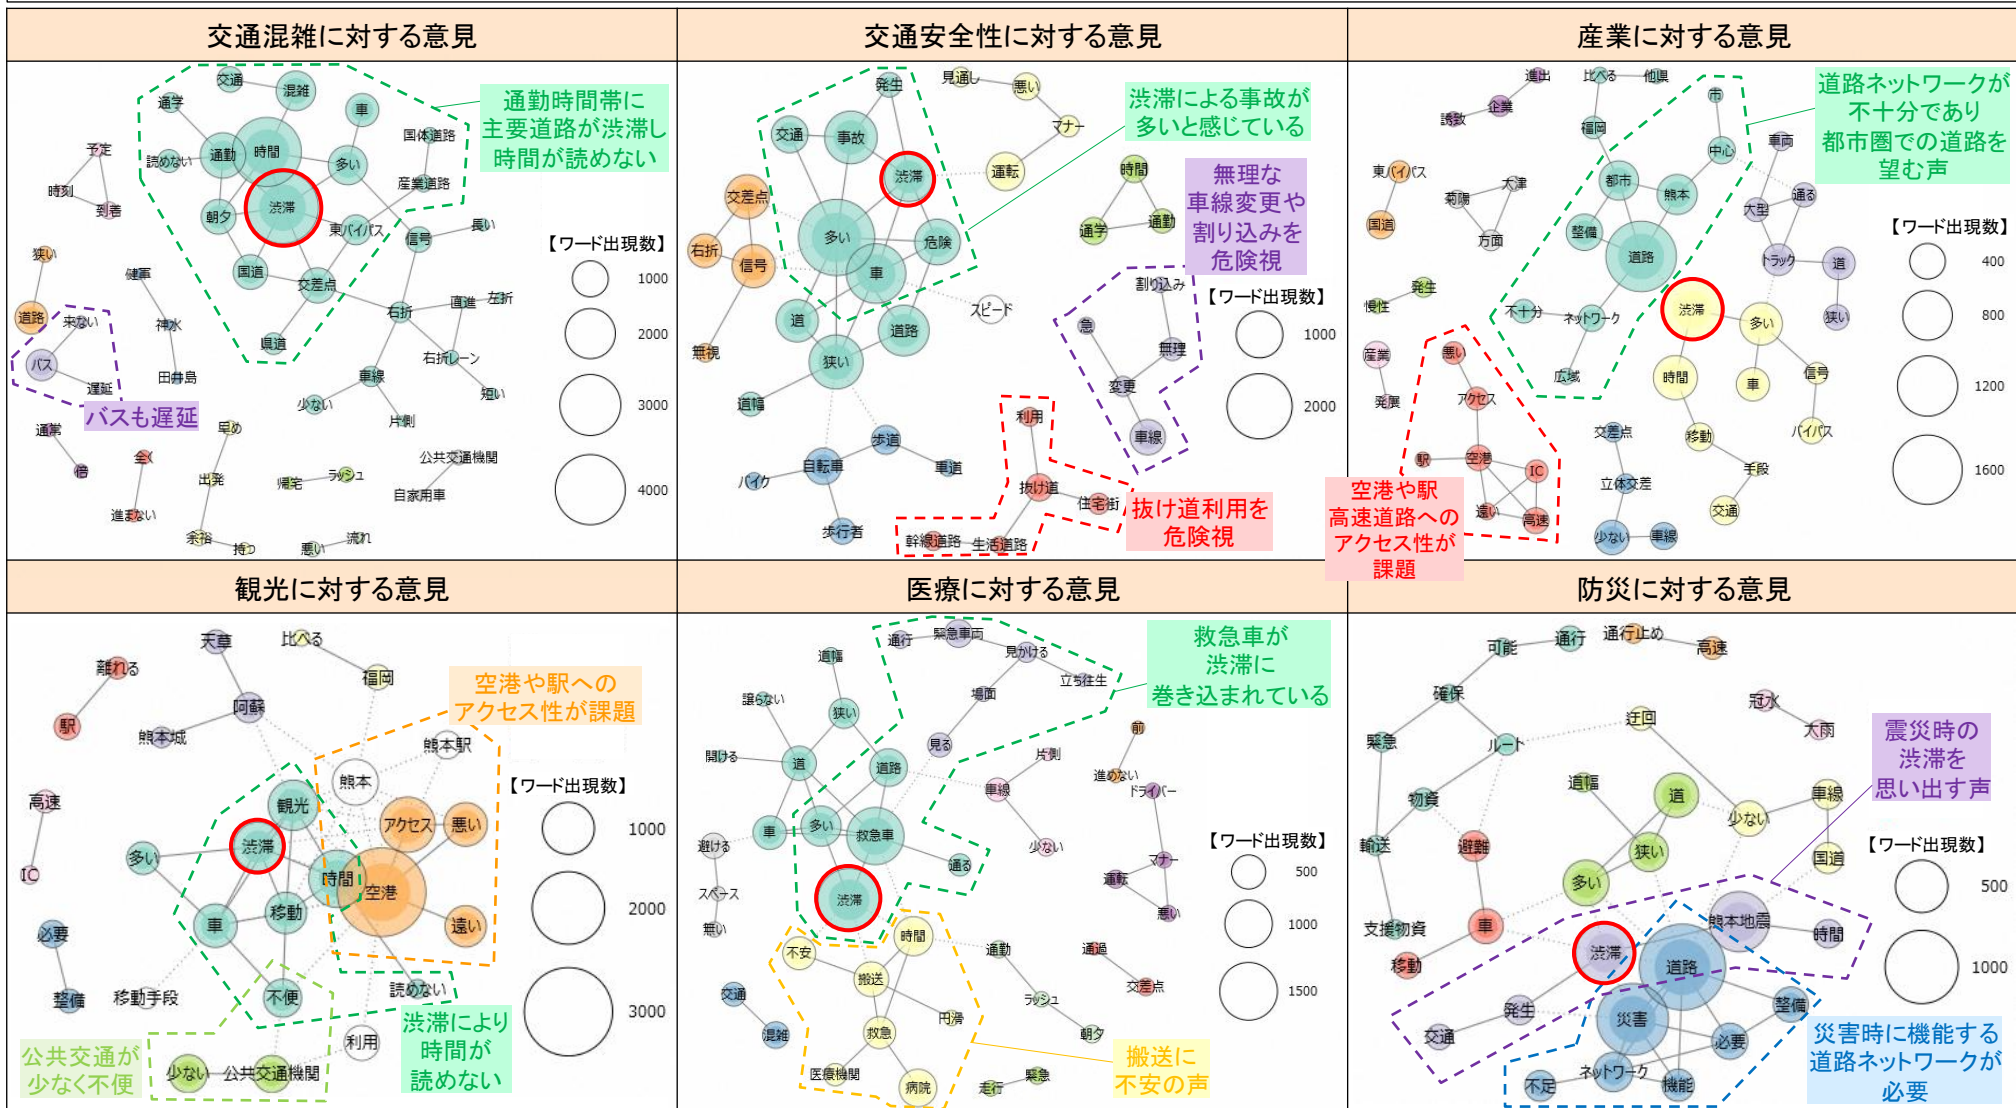 交通混雑に対する意見
交通
混雑
通学
車
国体道路
通勤
時間
読めない
多い
産業道路
朝夕
渋滞
東バイパス
信号
長い
国道
交差点
右折
直進
左折
県道
右折レーン
車線
短い
少ない
片側
予定
時刻
到着
狭い
道路
健軍
神水
田井島
来ない
バス
遅延
通常
倍
全く
進まない
早め
出発
余裕
持つ
帰宅
ラッシュ
悪い
流れ
公共交通機関
自家用車
通勤時間帯に
主要道路が渋滞し
時間が読めない
バスも遅延
【ワード出現数】
1000
2000
3000
4000
交通安全性に対する意見
発生
見通し
悪い
交通
事故
マナー
渋滞
運転
交差点
時間
多い
危険
通学
通勤
右折
信号
車
スピード
割り込み
道
道路
急
無理
無視
狭い
変更
道幅
利用
車線
歩道
自転車
車道
バイク
抜け道
住宅街
歩行者
幹線道路
生活道路
渋滞による事故が
多いと感じている
無理な
車線変更や
割り込みを
危険視
抜け道利用を
危険視
【ワード出現数】
1000
2000
産業に対する意見
進出
比べる
他県
企業
市
誘致
福岡
車両
中心
東バイパス
大津
都市
熊本
通る
菊陽
大型
国道
方面
整備
道路
トラック
道
発生
慢性
不十分
ネットワーク
渋滞
多い
狭い
産業
悪い
広域
時間
車
信号
発展
アクセス
移動
バイパス
交差点
駅
空港
IC
手段
立体交差
遠い
高速
交通
少ない
車線
道路ネットワークが
不十分であり
都市圏での道路を
望む声
空港や駅
高速道路への
アクセス性が
課題
【ワード出現数】
400
800
1200
1600
観光に対する意見
天草
比べる
離れる
福岡
阿蘇
駅
熊本城
熊本駅
熊本
高速
観光
アクセス
悪い
渋滞
多い
時間
空港
IC
移動
車
遠い
必要
整備
移動手段
不便
読めない
利用
少ない
公共交通機関
空港や駅への
アクセス性が課題
渋滞により
時間が
読めない
公共交通が
少なく不便
【ワード出現数】
1000
2000
3000
医療に対する意見
通行
緊急車両
道幅
見かける
立ち往生
譲らない
場面
狭い
前
見る
片側
開ける
道
道路
進めない
車線
ドライバー
車
多い
救急車
避ける
少ない
通る
マナー
スペース
運転
渋滞
無い
悪い
時間
不安
通勤
通過
搬送
交通
ラッシュ
交差点
円滑
混雑
救急
朝夕
医療機関
病院
走行
緊急
救急車が
渋滞に
巻き込まれている
搬送に
不安の声
【ワード出現数】
500
1000
1500
防災に対する意見
可能
通行
通行止め
高速
確保
冠水
迂回
大雨
緊急
ルート
道幅
道
車線
物資
少ない
輸送
避難
狭い
国道
多い
支援物資
車
熊本地震
時間
移動
渋滞
道路
発生
災害
整備
交通
必要
不足
ネットワーク
機能
震災時の
渋滞を
思い出す声
災害時に機能する
道路ネットワークが
必要
【ワード出現数】
500
1000